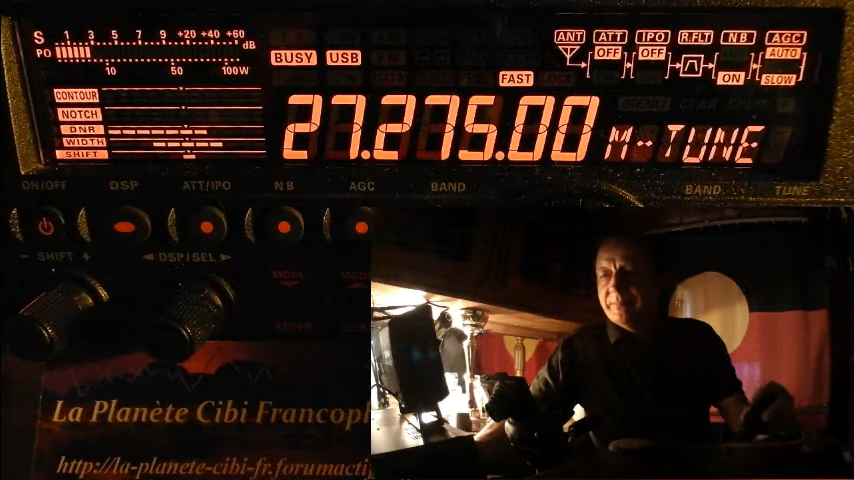 S 1 3 5 7 9 +20 +40 +60 dB
PO
10 50 100W
BUSY USB
ANT ATT IPO R.FLT NB AGC
OFF OFF AUTO
ON SLOW
FAST
CONTOUR
NOTCH
DNR
WIDTH
SHIFT
27.275.00 M-TUNE
ON/OFF DSP ATT/IPO NB AGC BAND BAND TUNE
SHIFT DSP/SEL
MODE
La Planète Cibi Francoph
http://la-planete-cibi-fr.forumacti